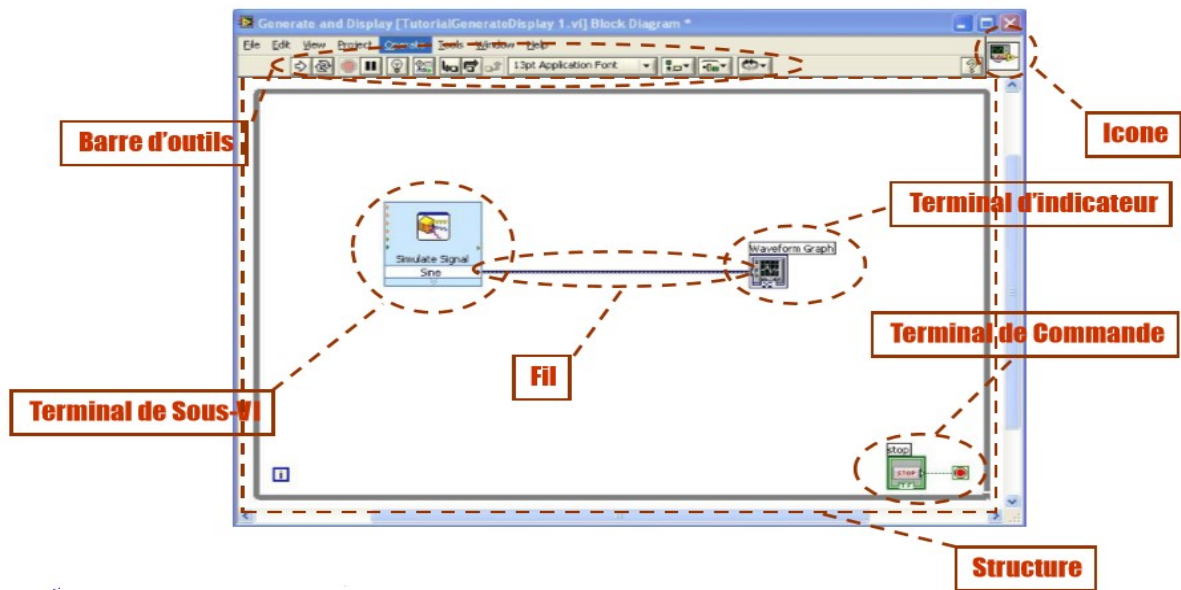 Generate and Display [TutorialGenerateDisplay 1.vi] Block Diagram *
File Edit View Project Operate Tools Window Help
13pt Application Font
Barre d'outils
Icone
Terminal d'indicateur
Simulate Signal
Sine
Waveform Graph
Terminal de Commande
Fil
Terminal de Sous-VI
stop
STOP
i
Structure